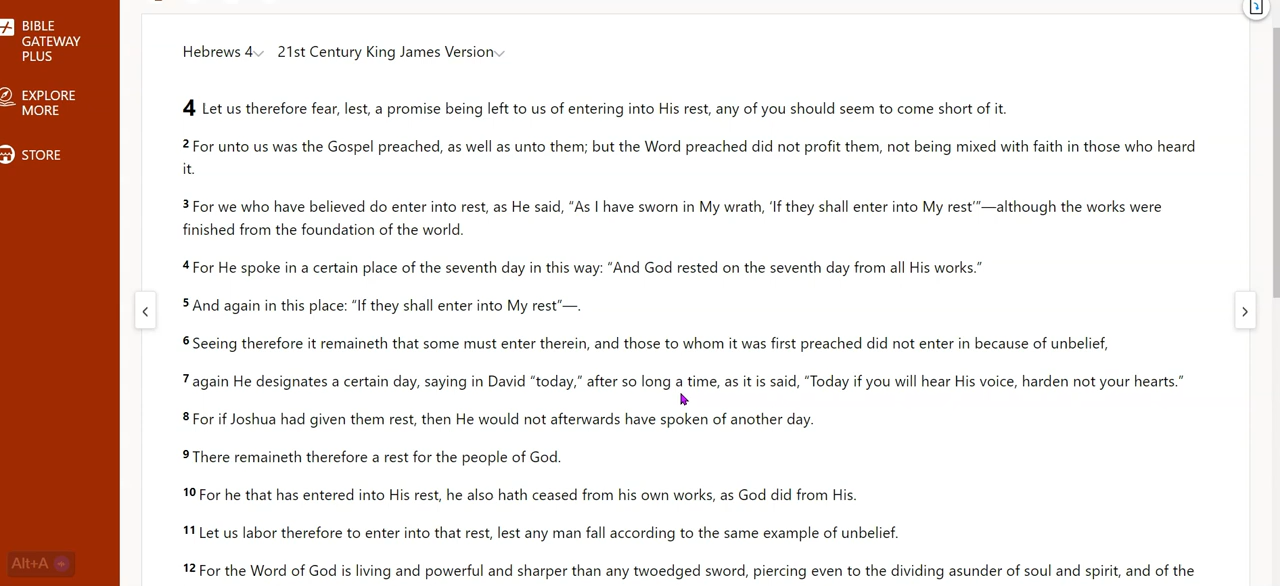 BIBLE
GATEWAY
PLUS
EXPLORE
MORE
STORE
Alt+A
Hebrews 4 21st Century King James Version
4 Let us therefore fear, lest, a promise being left to us of entering into His rest, any of you should seem to come short of it.
2 For unto us was the Gospel preached, as well as unto them; but the Word preached did not profit them, not being mixed with faith in those who heard
it.
3 For we who have believed do enter into rest, as He said, “As I have sworn in My wrath, ‘If they shall enter into My rest’”—although the works were
finished from the foundation of the world.
4 For He spoke in a certain place of the seventh day in this way: “And God rested on the seventh day from all His works.”
5 And again in this place: “If they shall enter into My rest”—.
6 Seeing therefore it remaineth that some must enter therein, and those to whom it was first preached did not enter in because of unbelief,
7 again He designates a certain day, saying in David “today,” after so long a time, as it is said, “Today if you will hear His voice, harden not your hearts.”
8 For if Joshua had given them rest, then He would not afterwards have spoken of another day.
9 There remaineth therefore a rest for the people of God.
10 For he that has entered into His rest, he also hath ceased from his own works, as God did from His.
11 Let us labor therefore to enter into that rest, lest any man fall according to the same example of unbelief.
12 For the Word of God is living and powerful and sharper than any twoedged sword, piercing even to the dividing asunder of soul and spirit, and of the